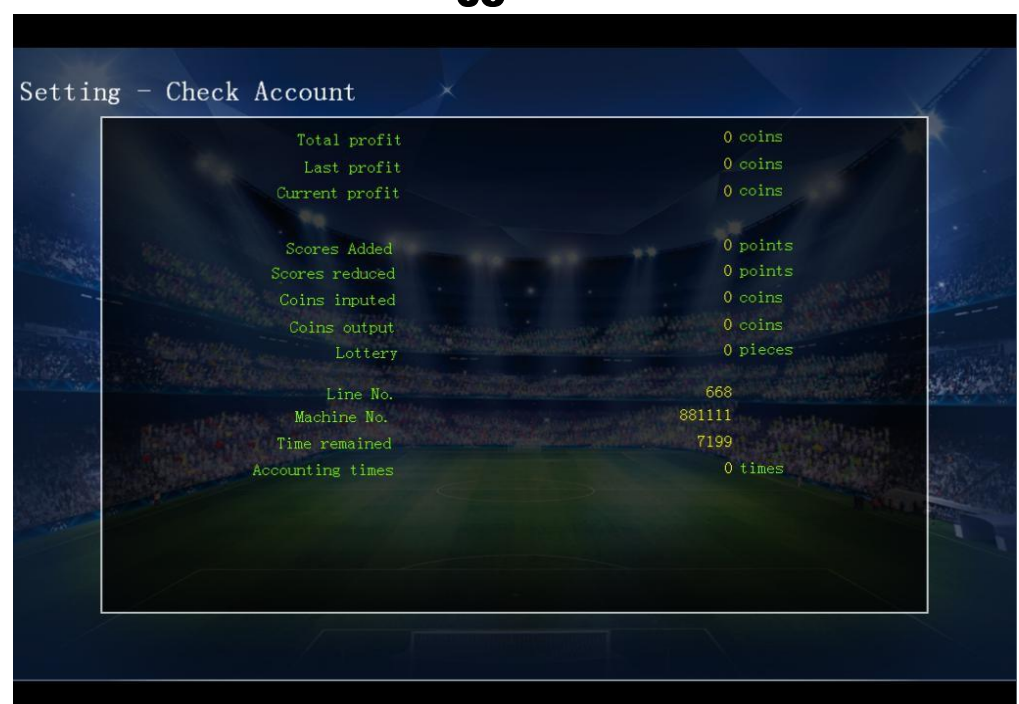 Setting - Check Account
Total profit 0 coins
Last profit 0 coins
Current profit 0 coins
Scores Added 0 points
Scores reduced 0 points
Coins inputed 0 coins
Coins output 0 coins
Lottery 0 pieces
Line No. 668
Machine No. 881111
Time remained 7199
Accounting times 0 times